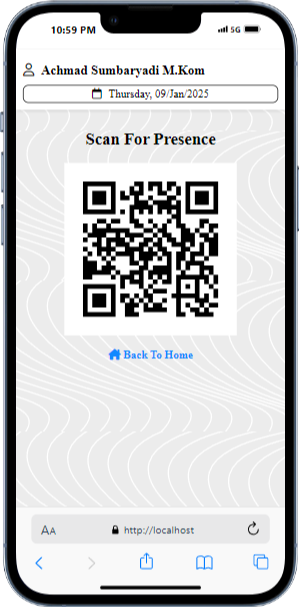 10:59 PM 5G
Achmad Sumbaryadi M.Kom
Thursday, 09/Jan/2025
Scan For Presence
Back To Home
AA http://localhost